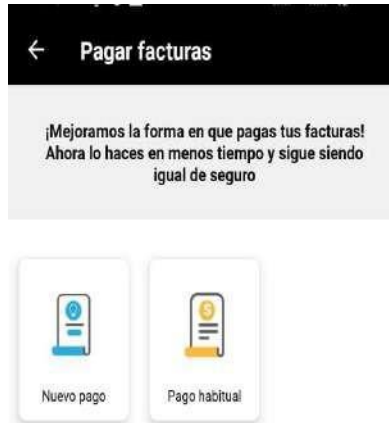 Pagar facturas
¡Mejoramos la forma en que pagas tus facturas!
Ahora lo haces en menos tiempo y sigue siendo
igual de seguro
Nuevo pago
Pago habitual